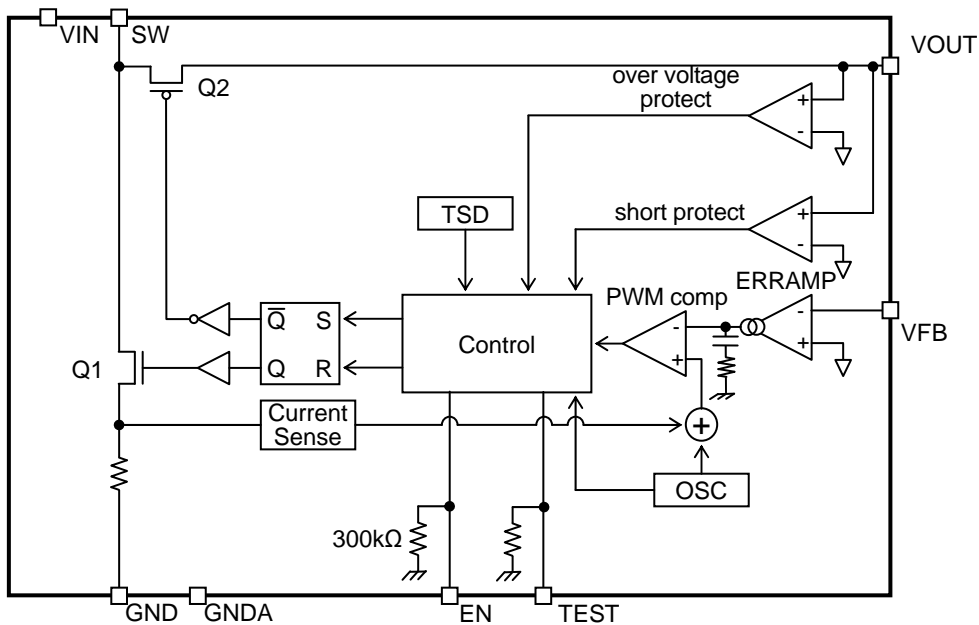 VIN
SW
VOUT
Q2
over voltage
protect
+
-
TSD
short protect
+
-
ERRAMP
PWM comp
Q̅
S
Control
-
+
-
+
VFB
Q1
Q
R
Current
Sense
+
OSC
300kΩ
GND
GNDA
EN
TEST